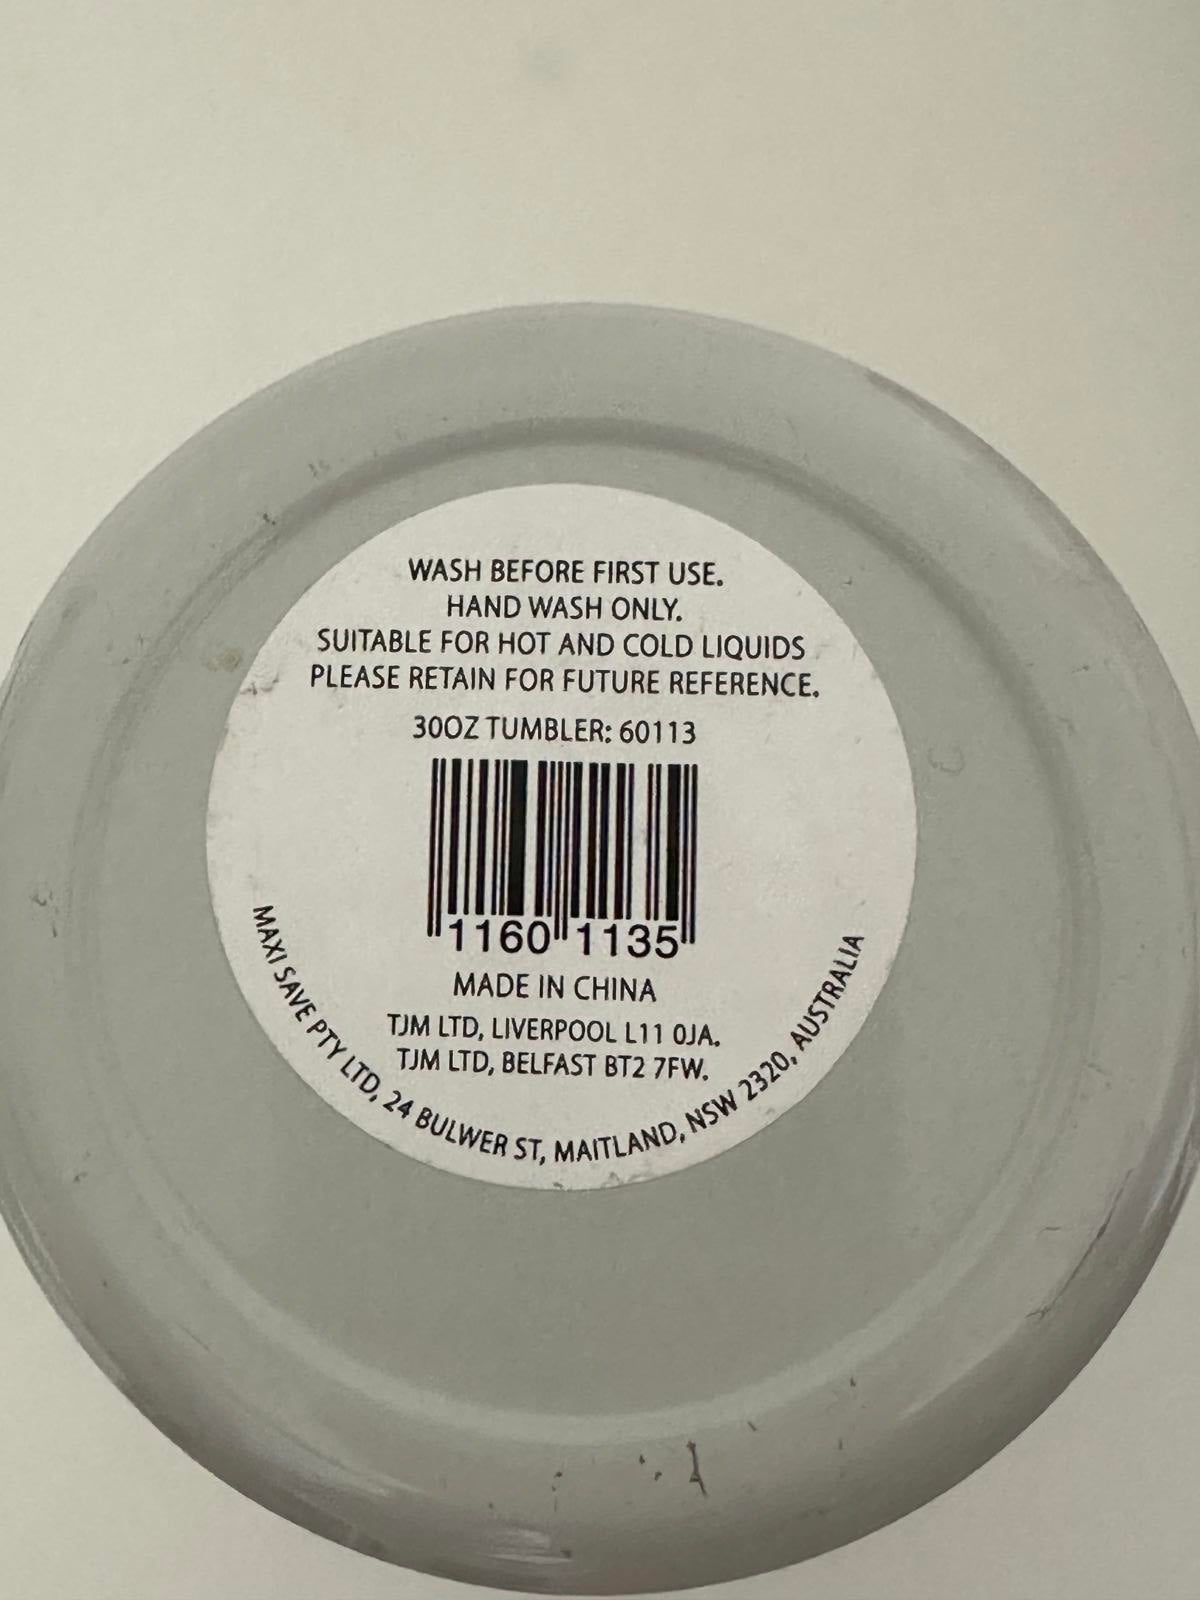 WASH BEFORE FIRST USE.
HAND WASH ONLY.
SUITABLE FOR HOT AND COLD LIQUIDS
PLEASE RETAIN FOR FUTURE REFERENCE.
30OZ TUMBLER: 60113
1160 1135
MADE IN CHINA
TJM LTD, LIVERPOOL L11 0JA.
TJM LTD, BELFAST BT2 7FW.
MAXI SAVE PTY LTD, 24 BULWER ST, MAITLAND, NSW 2320, AUSTRALIA